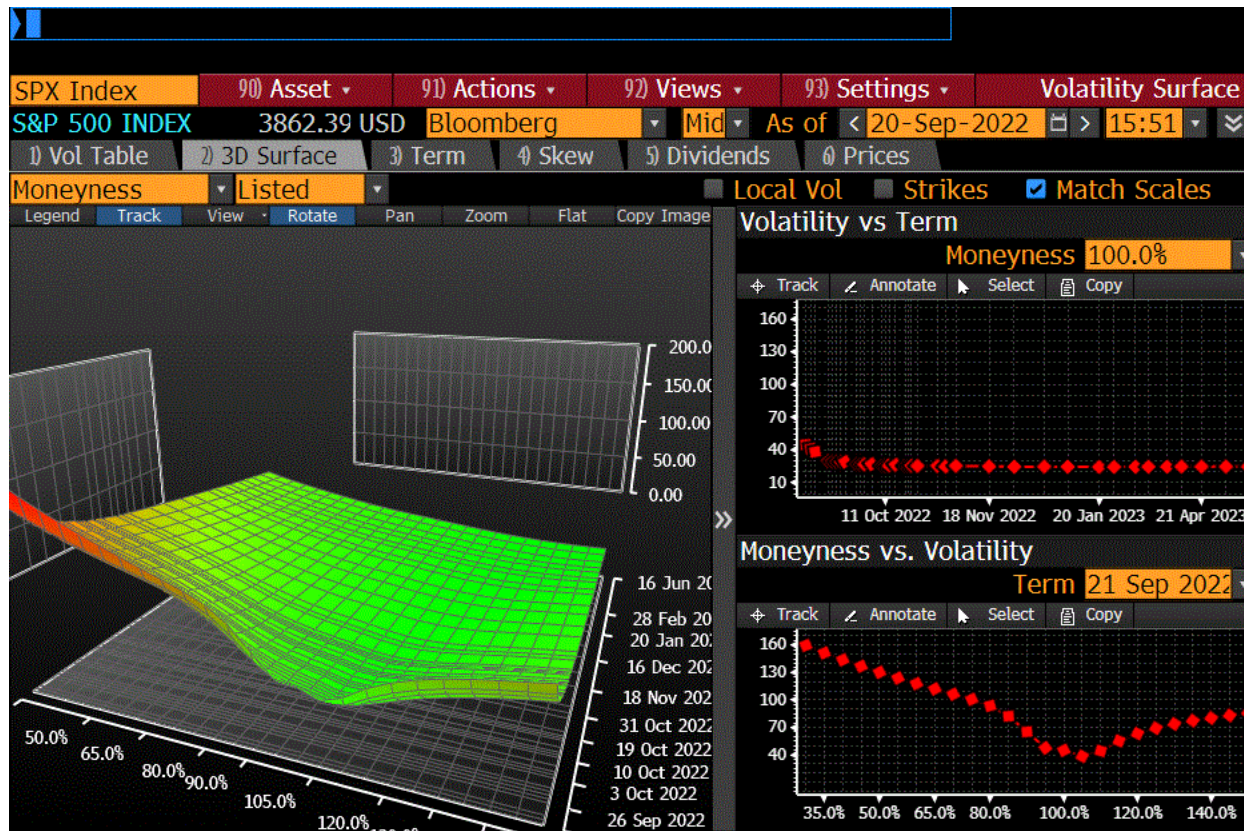 SPX Index 90) Asset 91) Actions 92) Views 93) Settings Volatility Surface
S&P 500 INDEX 3862.39 USD Bloomberg Mid As of < 20-Sep-2022 > 15:51
1) Vol Table 2) 3D Surface 3) Term 4) Skew 5) Dividends 6) Prices
Moneyness Listed Local Vol Strikes Match Scales
Legend Track View Rotate Pan Zoom Flat Copy Image
200.0
150.00
100.00
50.00
0.00
16 Jun 20
28 Feb 20
20 Jan 20
16 Dec 202
18 Nov 202
31 Oct 2022
19 Oct 2022
10 Oct 2022
3 Oct 2022
26 Sep 2022
50.0%
65.0%
80.0%
90.0%
105.0%
120.0%
Volatility vs Term
Moneyness 100.0%
Track Annotate Select Copy
160
130
100
70
40
10
11 Oct 2022 18 Nov 2022 20 Jan 2023 21 Apr 2023
Moneyness vs. Volatility
Term 21 Sep 2022
Track Annotate Select Copy
160
130
100
70
40
35.0% 50.0% 65.0% 80.0% 100.0% 120.0% 140.0%